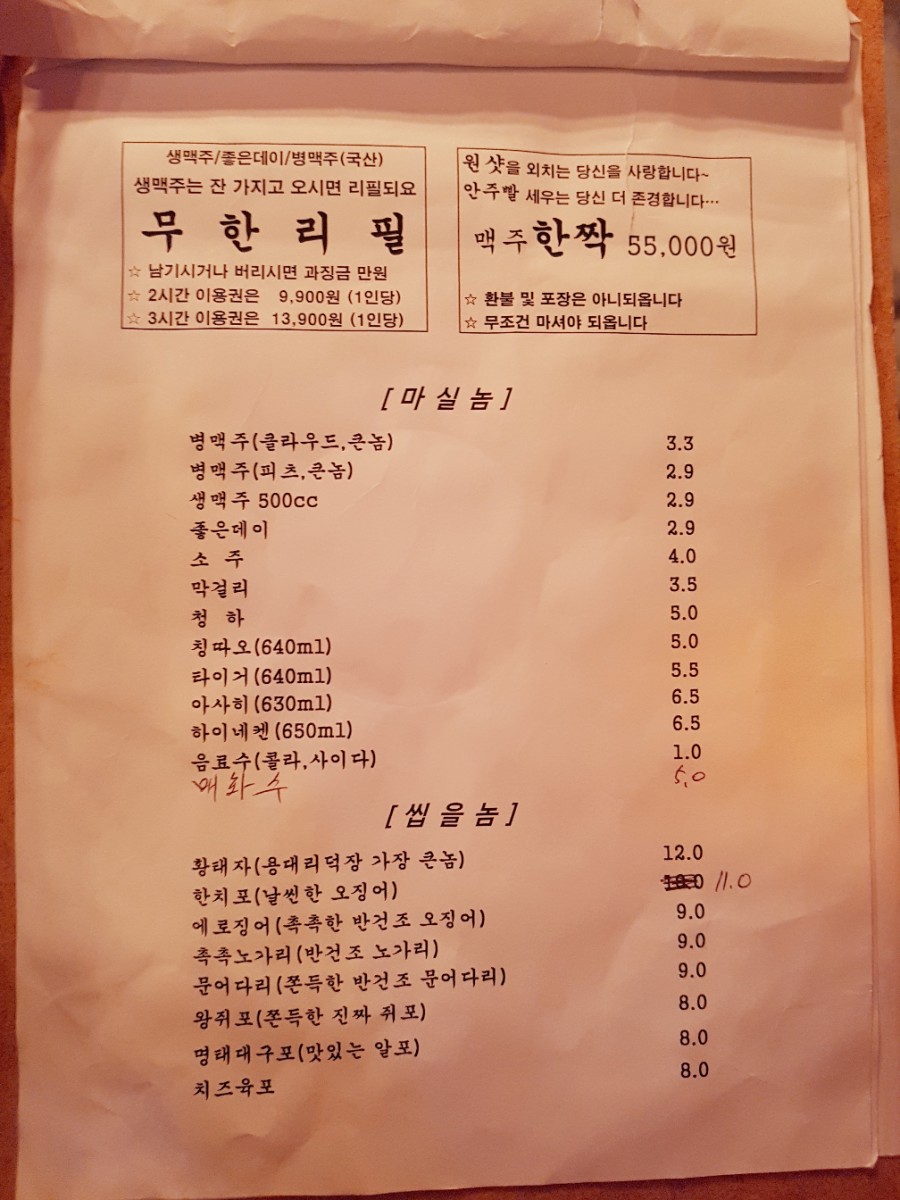 생맥주/좋은데이/병맥주(국산)
생맥주는 잔 가지고 오시면 리필되요
무 한 리 필
☆ 남기시거나 버리시면 과징금 만원
☆ 2시간 이용권은 9,900원 (1인당)
☆ 3시간 이용권은 13,900원 (1인당)
원 샷을 외치는 당신을 사랑합니다~
안주빨 세우는 당신 더 존경합니다…
맥 주 한짝 55,000원
☆ 환불 및 포장은 아니되옵니다
☆ 무조건 마셔야 되옵니다
[ 마 실 놈 ]
병맥주(클라우드,큰놈) 3.3
병맥주(피츠,큰놈) 2.9
생맥주 500cc 2.9
좋은데이 2.9
소 주 4.0
막걸리 3.5
청 하 5.0
칭따오(640ml) 5.0
타이거(640ml) 5.5
아사히(630ml) 6.5
하이네켄(650ml) 6.5
음료수(콜라,사이다) 1.0
매화수 5,0
[ 씹 을 놈 ]
황태자(용대리덕장 가장 큰놈) 12.0
한치포(날씬한 오징어) 11.0
에로징어(촉촉한 반건조 오징어) 9.0
촉촉노가리(반건조 노가리) 9.0
문어다리(쫀득한 반건조 문어다리) 9.0
왕쥐포(쫀득한 진짜 쥐포) 8.0
명태대구포(맛있는 알포) 8.0
치즈육포 8.0